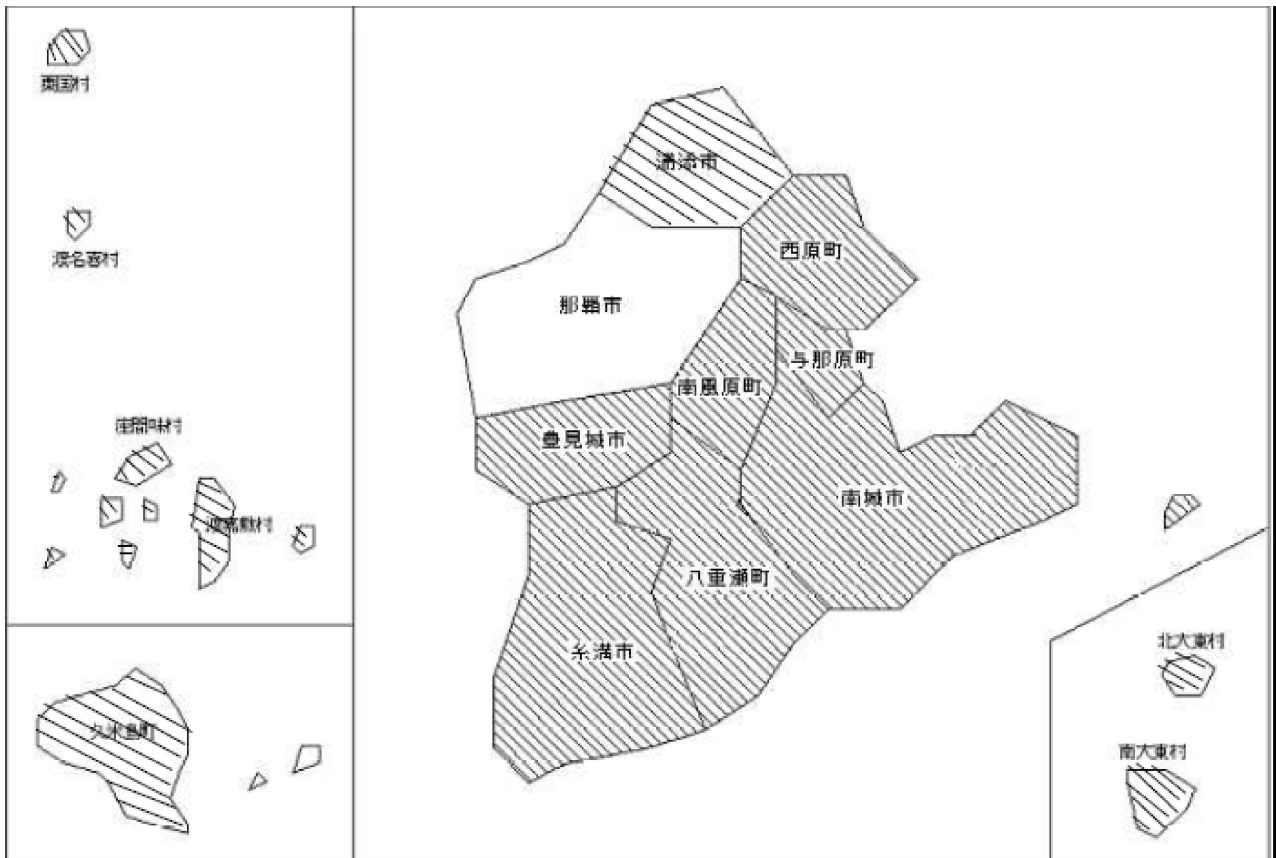 粟国村
渡名喜村
座間味村
渡嘉敷村
久米島町
浦添市
西原町
那覇市
与那原町
南風原町
豊見城市
南城市
八重瀬町
糸満市
北大東村
南大東村